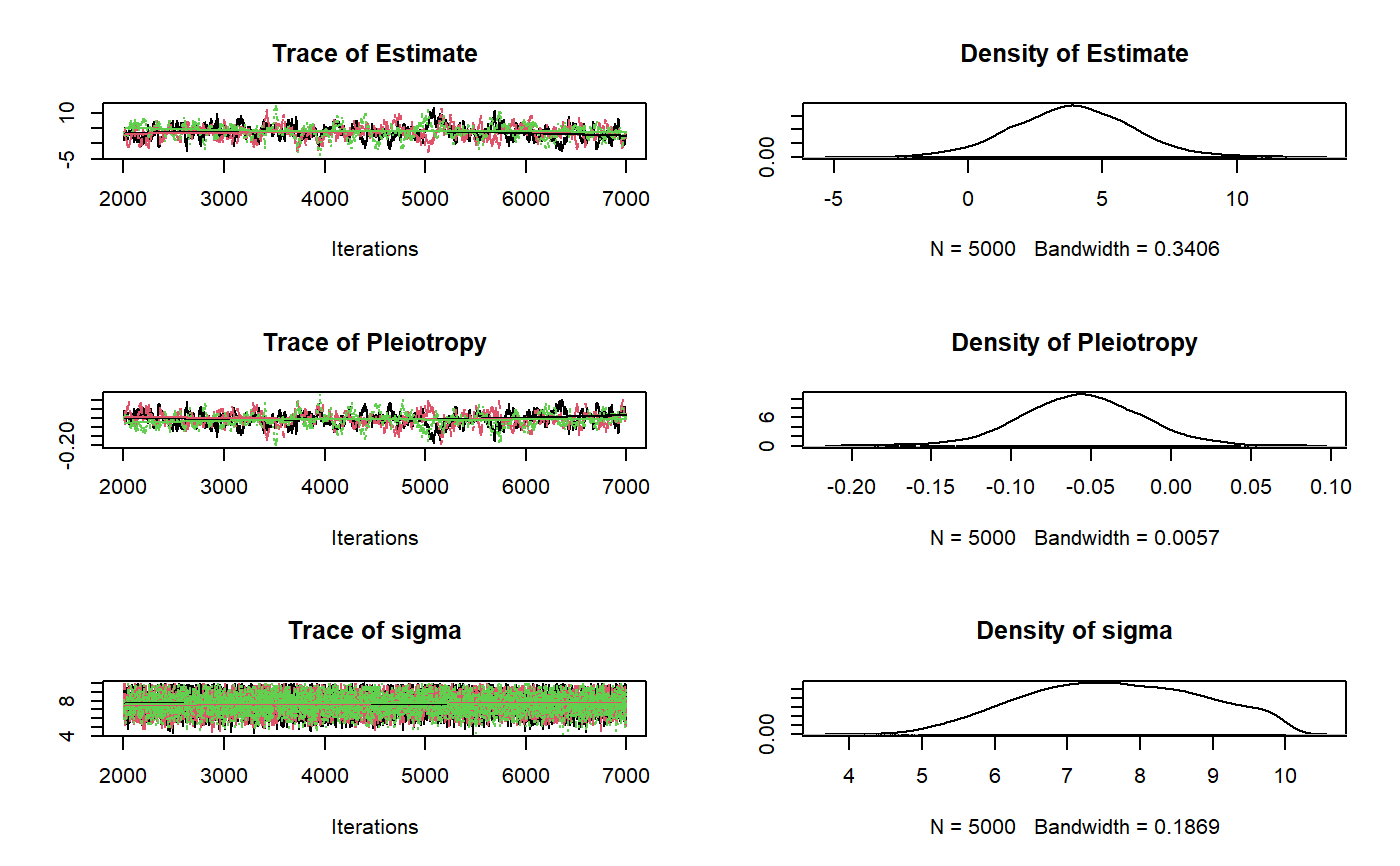 Trace of Estimate
10
-5
2000 3000 4000 5000 6000 7000
Iterations
Density of Estimate
0.00
-5 0 5 10
N = 5000 Bandwidth = 0.3406
Trace of Pleiotropy
-0.20
2000 3000 4000 5000 6000 7000
Iterations
Density of Pleiotropy
6
0
-0.20 -0.15 -0.10 -0.05 0.00 0.05 0.10
N = 5000 Bandwidth = 0.0057
Trace of sigma
8
4
2000 3000 4000 5000 6000 7000
Iterations
Density of sigma
0.00
4 5 6 7 8 9 10
N = 5000 Bandwidth = 0.1869